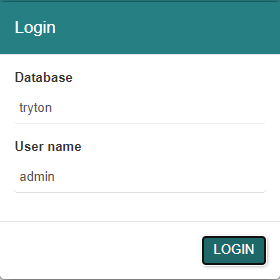 Login
Database
tryton
User name
admin
LOGIN